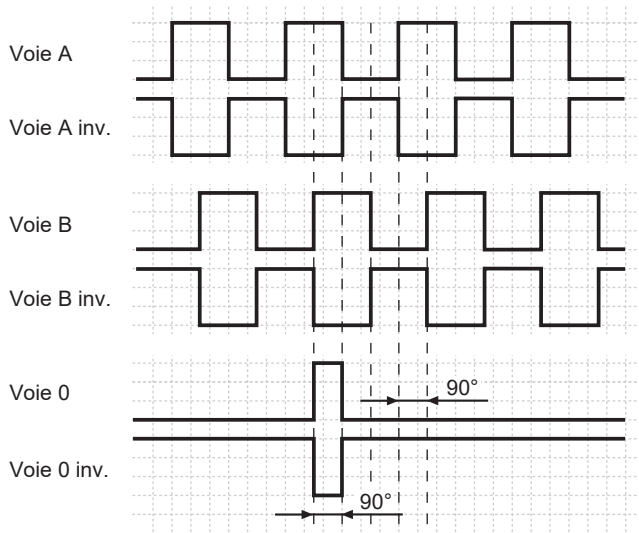 Voie A
Voie A inv.
Voie B
Voie B inv.
Voie 0
90°
Voie 0 inv.
90°